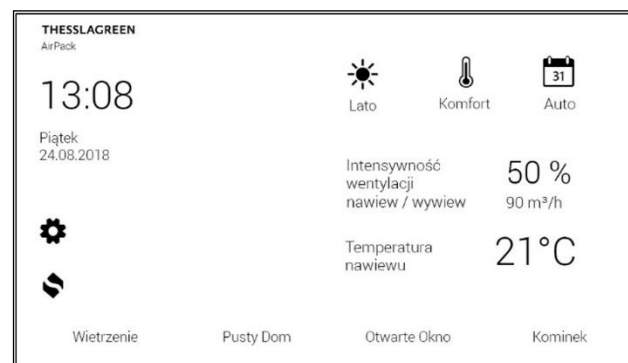 THESSLAGREEN
AirPack
13:08
Piątek
24.08.2018
Lato
Komfort
31
Auto
Intensywność
wentylacji
nawiew / wywiew
50 %
90 m³/h
Temperatura
nawiewu
21°C
Wietrzenie
Pusty Dom
Otwarte Okno
Kominek